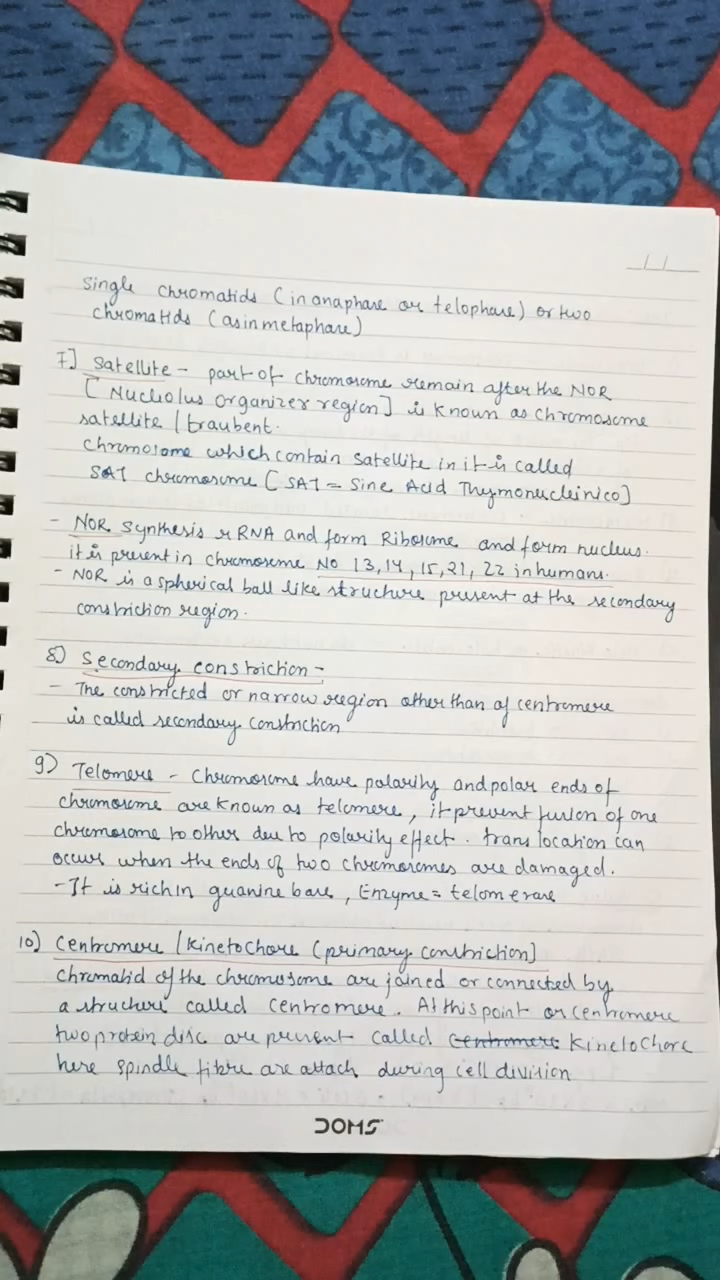 Single chromatids (in anaphase or telophase) or two
chromatids (as in metaphase)
7] Satellite - part of chromosome remain after the NOR
[Nucleolus organizer region] is known as chromosome
satellite / trabent.
chromosome which contain satellite in it is called
SAT chromosome [SAT = Sine Acid Thymonucleinico]
- NOR synthesis rRNA and form Ribosome and form nucleus.
it is present in chromosome No 13, 14, 15, 21, 22 in humans.
- NOR is a spherical ball like structure present at the secondary
constriction region.
8) Secondary constriction -
- The constricted or narrow region other than of centromere
is called secondary constriction
9) Telomere - Chromosome have polarity and polar ends of
chromosome are known as telomere, it prevent fusion of one
chromosome to other due to polarity effect. translocation can
occur when the ends of two chromosomes are damaged.
- It is rich in guanine base, Enzyme = telomerase
10) Centromere / Kinetochore (primary constriction]
chromatid of the chromosome are joined or connected by
a structure called centromere. At this point or centromere
two protein disc are present called centromere Kinetochore
here spindle fibre are attach during cell division
DOMS